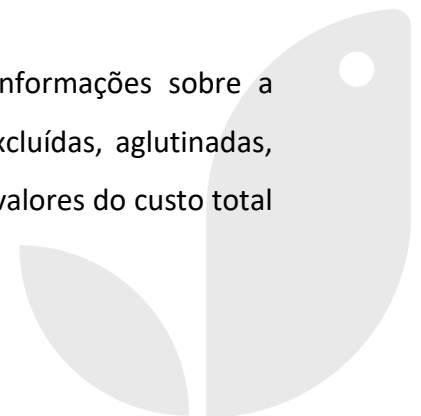 nformações sobre a
xcluídas, aglutinadas,
valores do custo total